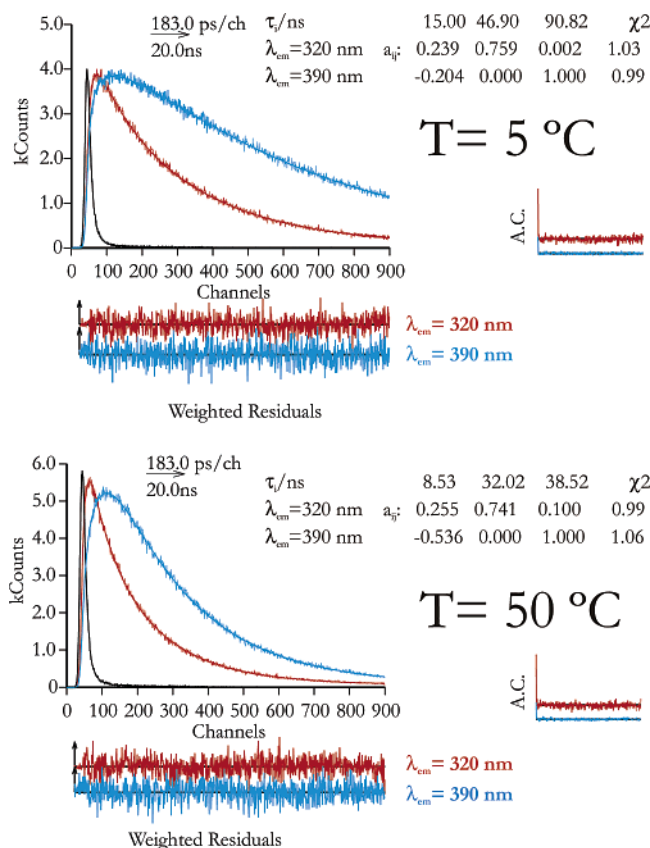 183.0 ps/ch
20.0ns
τi/ns 15.00 46.90 90.82 χ2
λem=320 nm aij: 0.239 0.759 0.002 1.03
λem=390 nm -0.204 0.000 1.000 0.99
5.0
4.0
3.0
2.0
1.0
0
kCounts
T= 5 ºC
A.C.
0 100 200 300 400 500 600 700 800 900
Channels
λem= 320 nm
λem= 390 nm
Weighted Residuals
183.0 ps/ch
20.0ns
τi/ns 8.53 32.02 38.52 χ2
λem=320 nm aij: 0.255 0.741 0.100 0.99
λem=390 nm -0.536 0.000 1.000 1.06
6.0
5.0
4.0
3.0
2.0
1.0
0
kCounts
T= 50 ºC
A.C.
0 100 200 300 400 500 600 700 800 900
Channels
λem= 320 nm
λem= 390 nm
Weighted Residuals